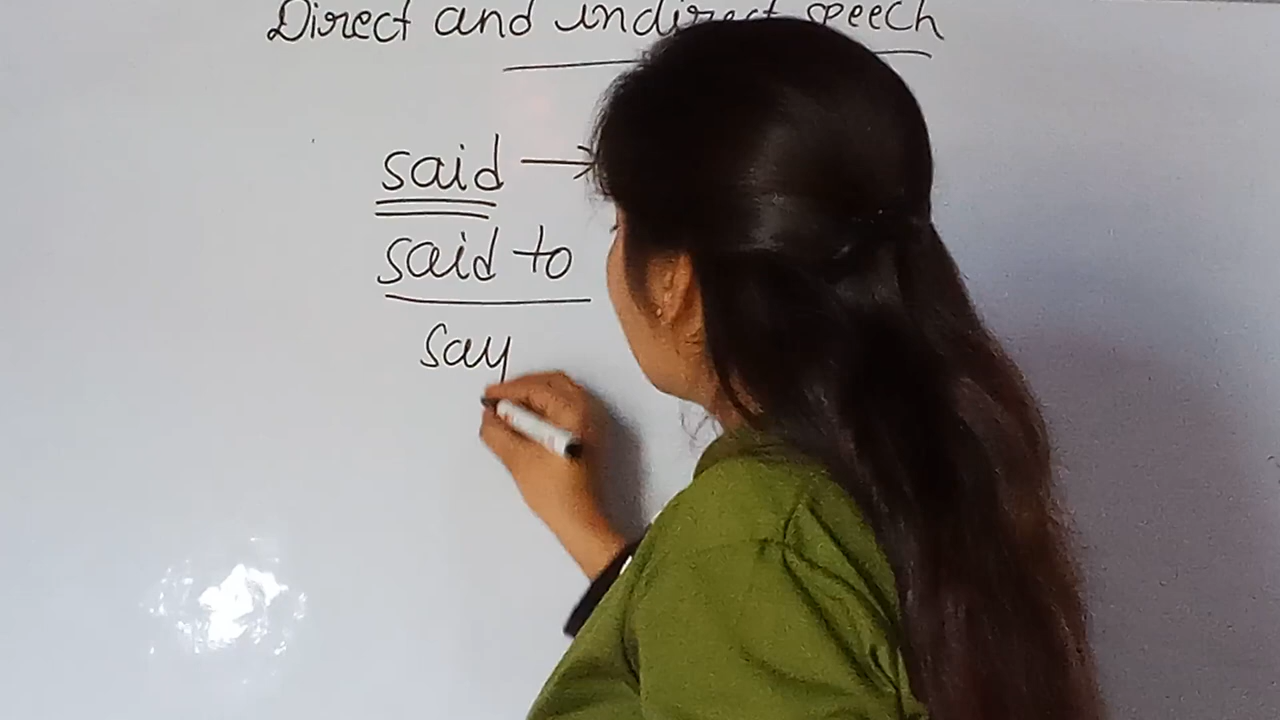 Direct and indirect speech
said →
said to
say